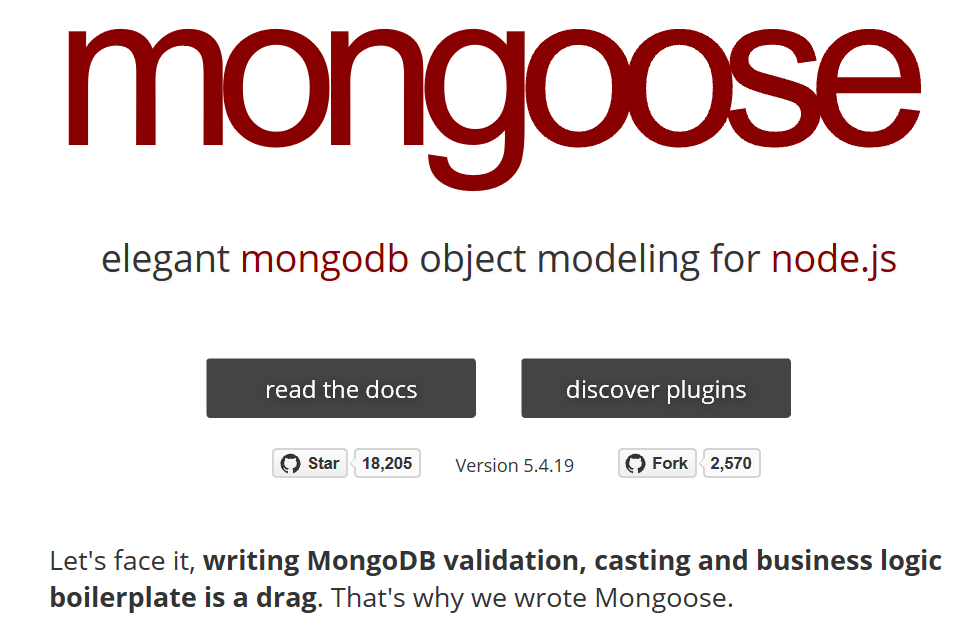 mongoose
elegant mongodb object modeling for node.js
read the docs discover plugins
Star 18,205 Version 5.4.19 Fork 2,570
Let's face it, writing MongoDB validation, casting and business logic
boilerplate is a drag. That's why we wrote Mongoose.